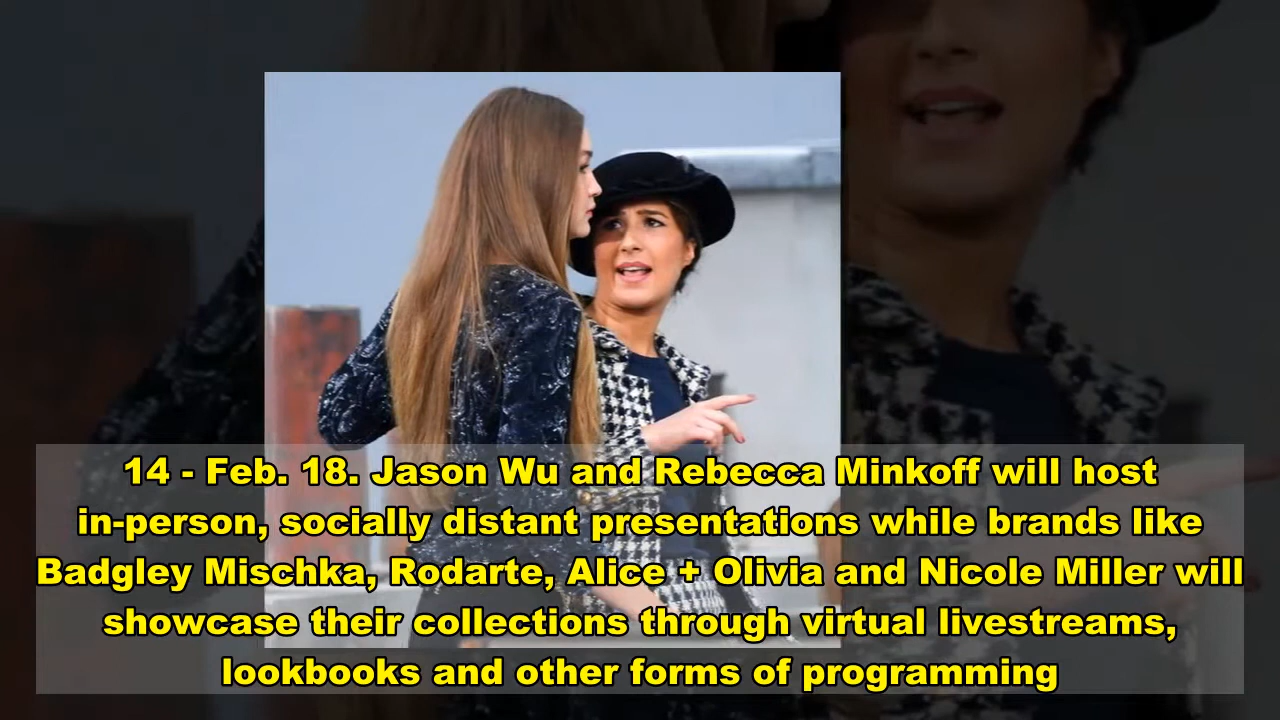 14 - Feb. 18. Jason Wu and Rebecca Minkoff will host
in-person, socially distant presentations while brands like
Badgley Mischka, Rodarte, Alice + Olivia and Nicole Miller will
showcase their collections through virtual livestreams,
lookbooks and other forms of programming